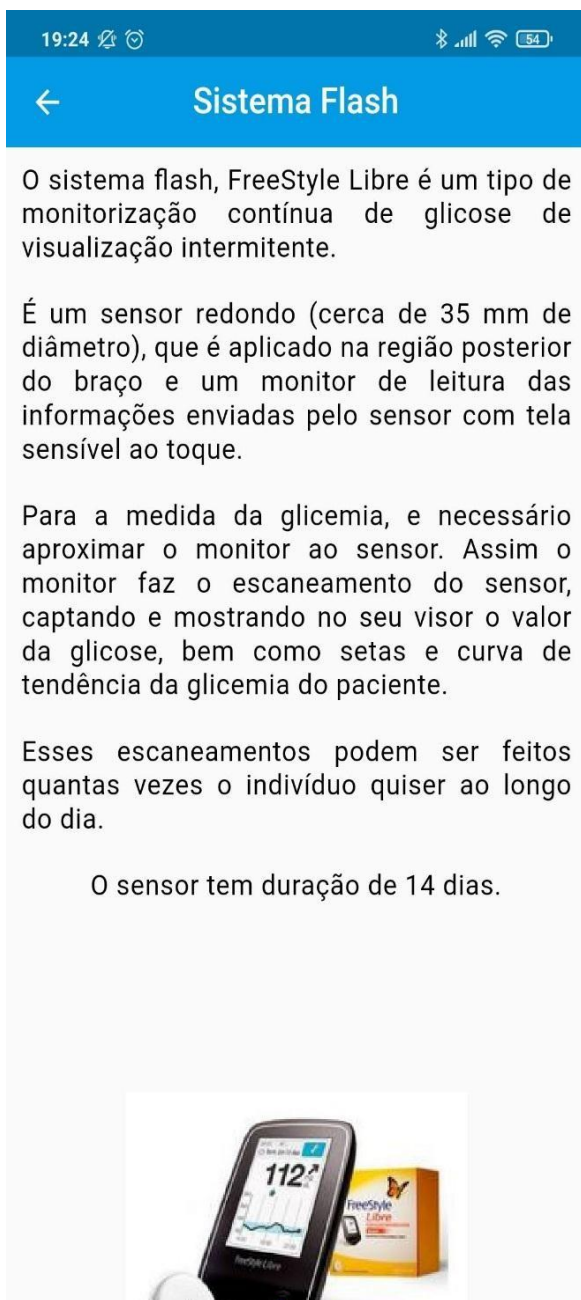 19:24
54
Sistema Flash
O sistema flash, FreeStyle Libre é um tipo de
monitorização contínua de glicose de
visualização intermitente.
É um sensor redondo (cerca de 35 mm de
diâmetro), que é aplicado na região posterior
do braço e um monitor de leitura das
informações enviadas pelo sensor com tela
sensível ao toque.
Para a medida da glicemia, e necessário
aproximar o monitor ao sensor. Assim o
monitor faz o escaneamento do sensor,
captando e mostrando no seu visor o valor
da glicose, bem como setas e curva de
tendência da glicemia do paciente.
Esses escaneamentos podem ser feitos
quantas vezes o indivíduo quiser ao longo
do dia.
O sensor tem duração de 14 dias.
112
FreeStyle
Libre
FreeStyle Libre